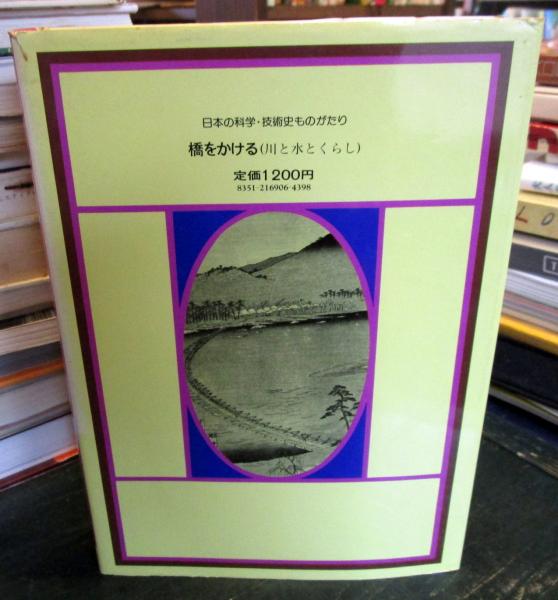 日本の科学・技術史ものがたり
橋をかける(川と水とくらし)
定価1200円
8351-216906-4398